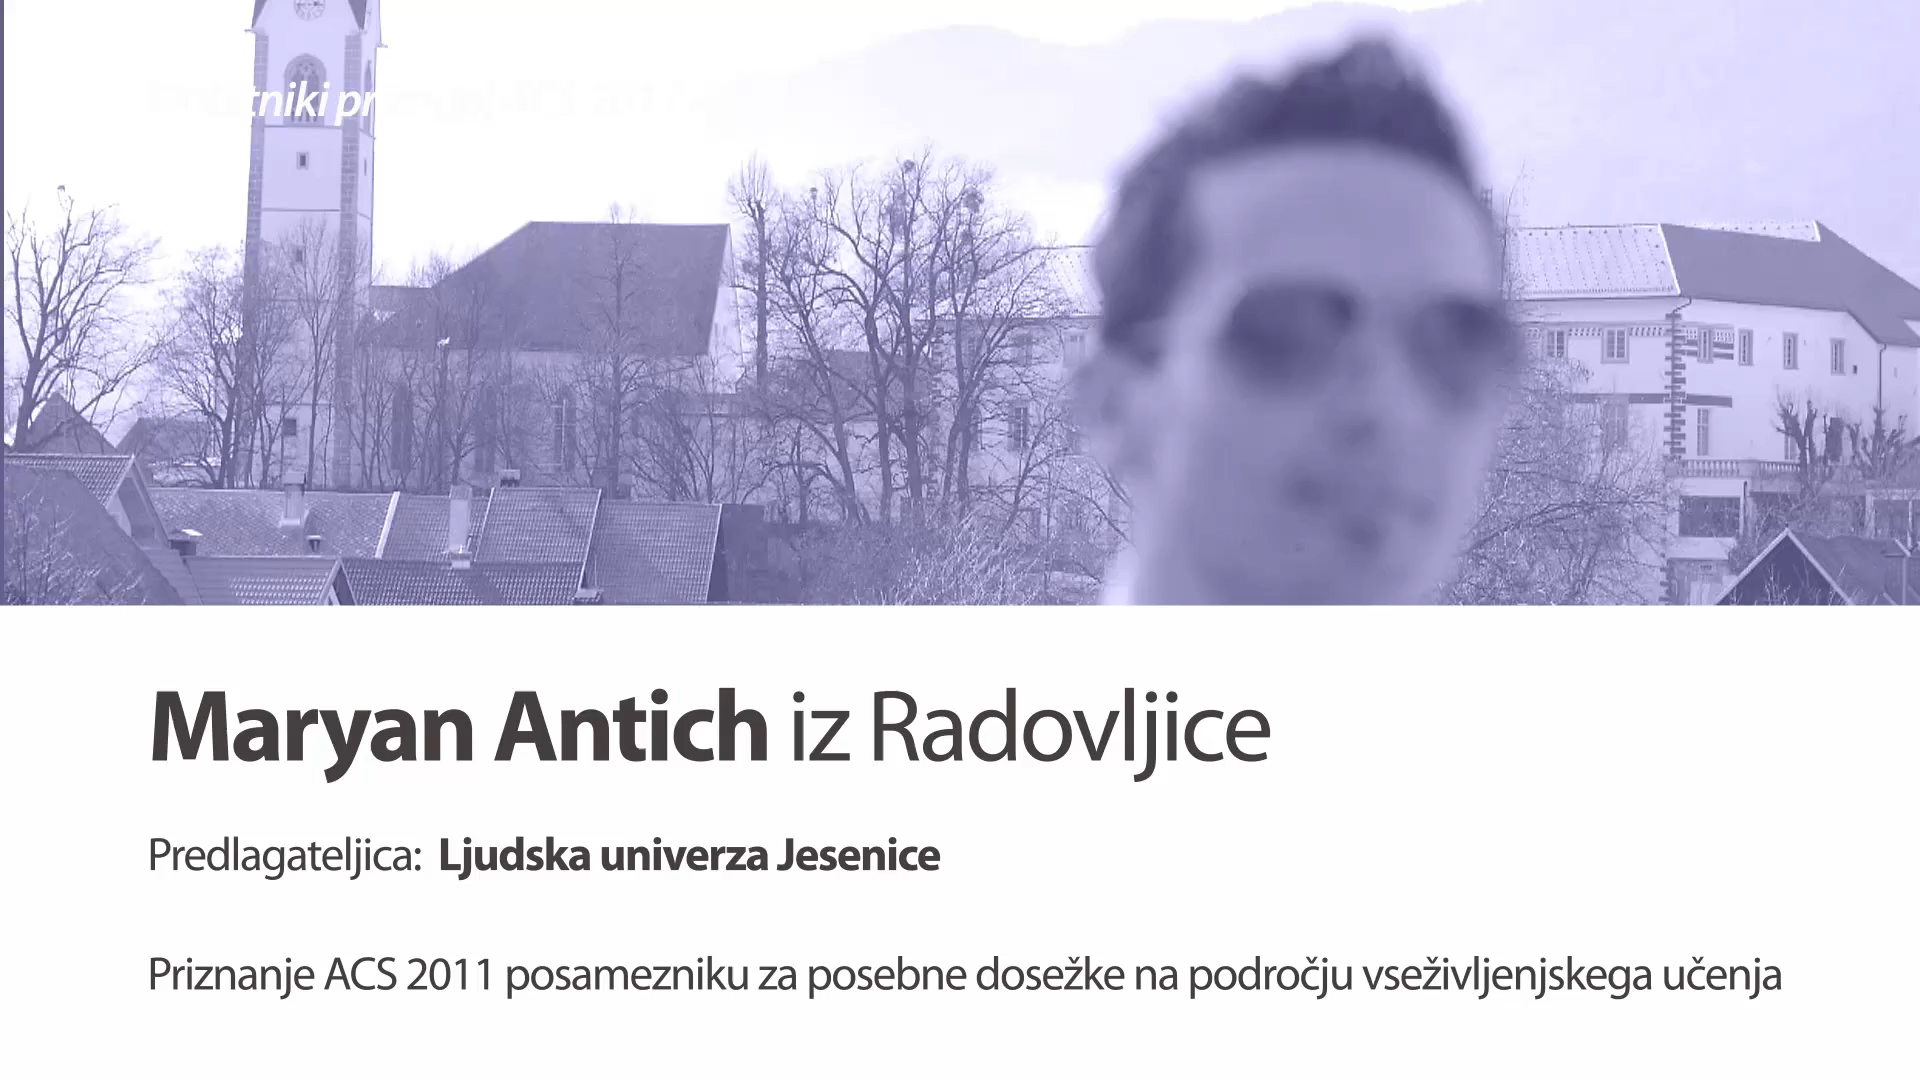 Maryan Antich iz Radovljice
Predlagateljica: Ljudska univerza Jesenice
Priznanje ACS 2011 posamezniku za posebne dosežke na področju vseživljenjskega učenja